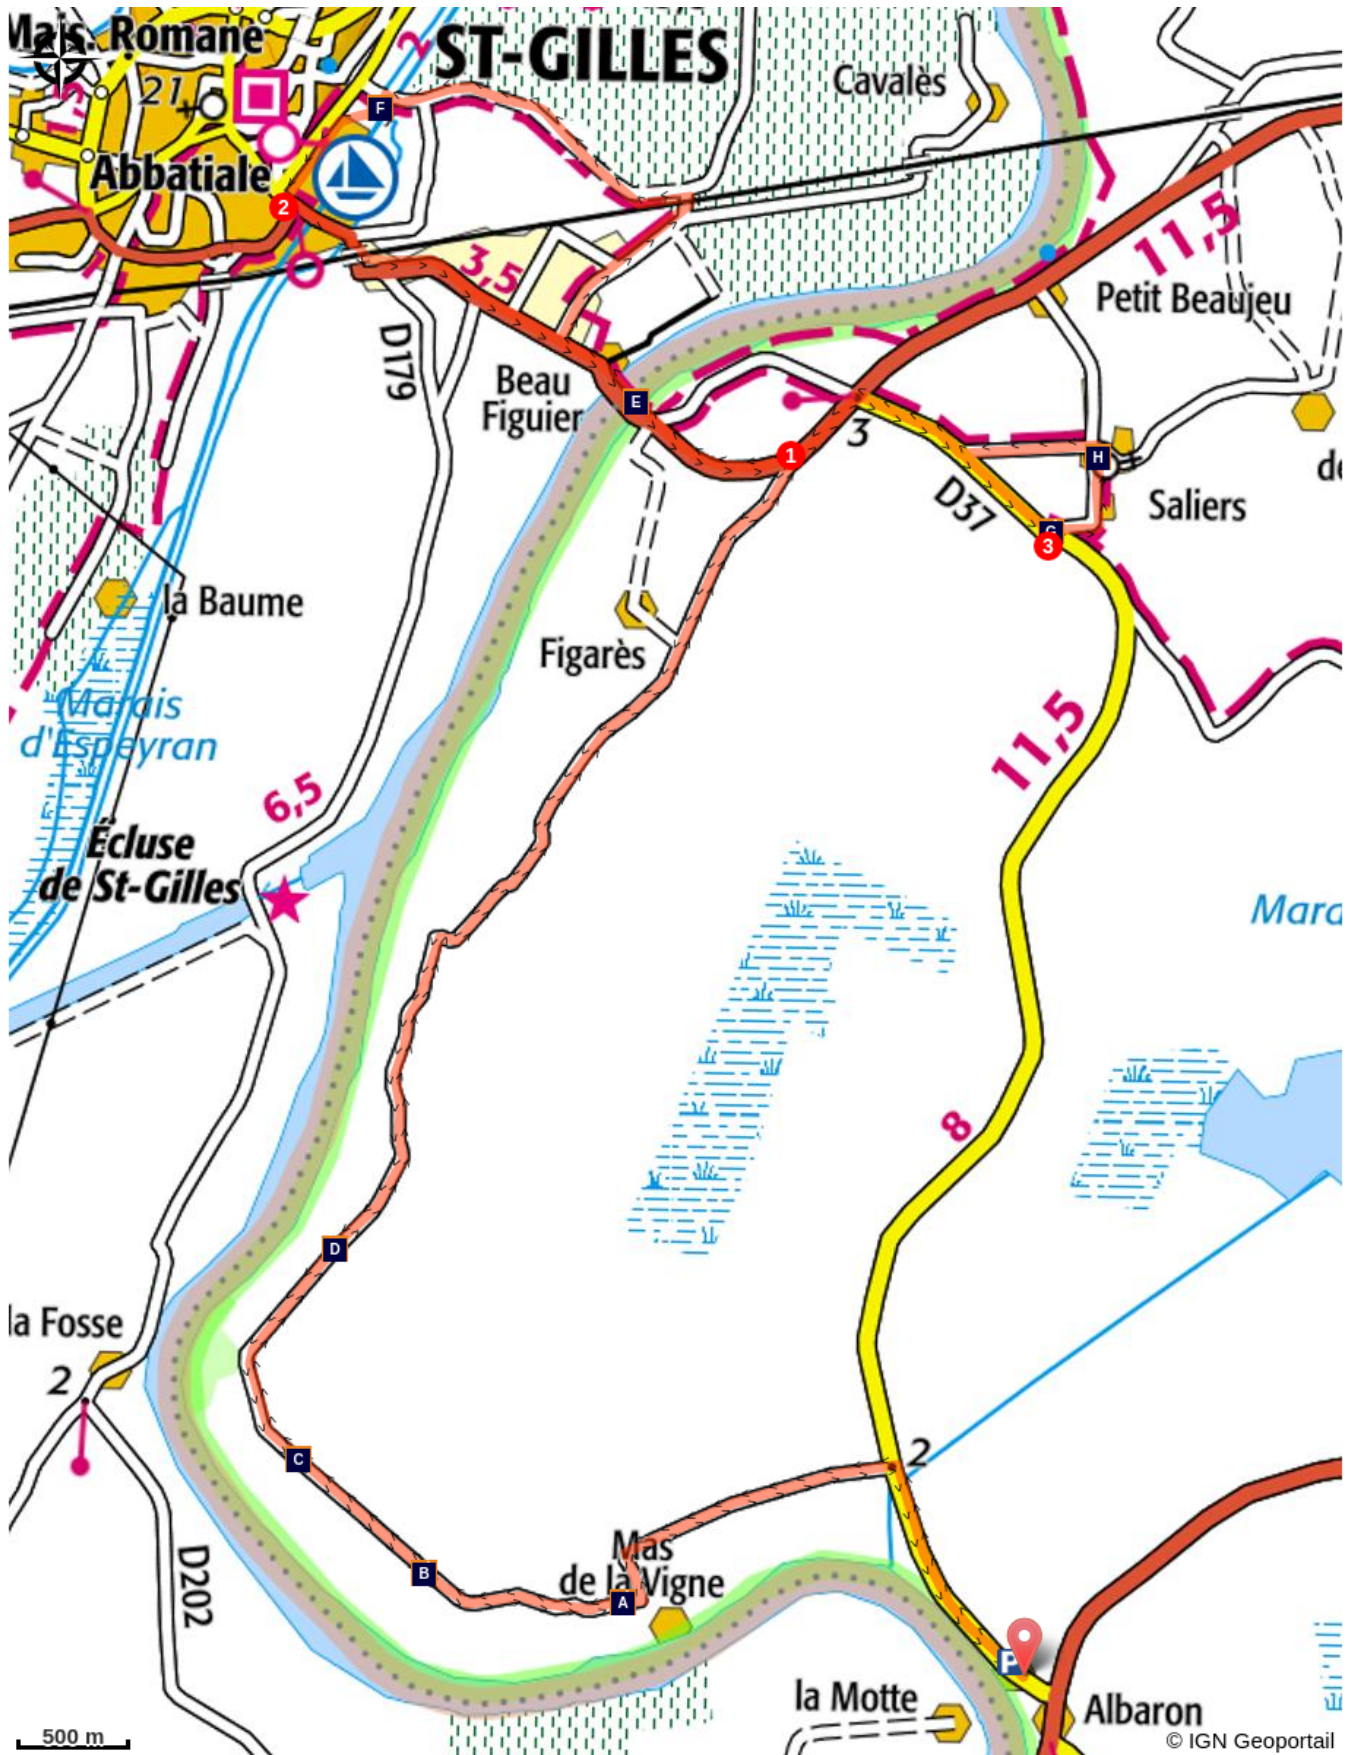 Mais. Romane
ST-GILLES
2
21
Cavalès
Abbatiale
F
2
11,5
3,5
Petit Beaujeu
D179
Beau
Figuier
E
1
3
H
de
D37
Saliers
3
la Baume
Figarès
Marais
d'Espeyran
11,5
6,5
Écluse
de St-Gilles
Mara
8
D
la Fosse
2
2
C
Mas
de la Vigne
B
A
D202
P
la Motte
Albaron
500 m
© IGN Geoportail